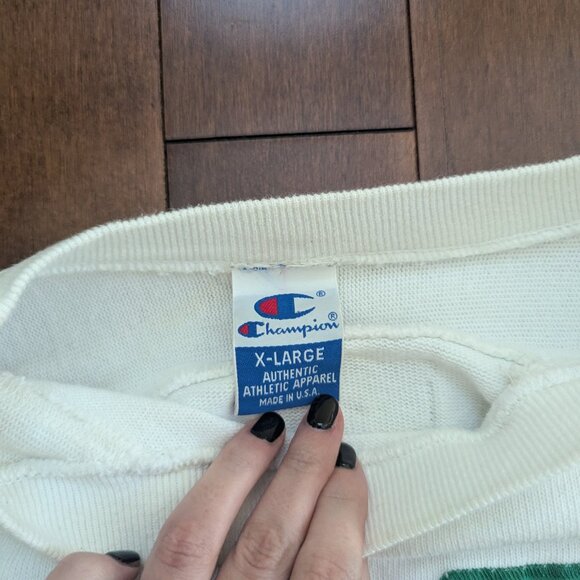 ®
Champion®
X-LARGE
AUTHENTIC
ATHLETIC APPAREL
MADE IN U.S.A.